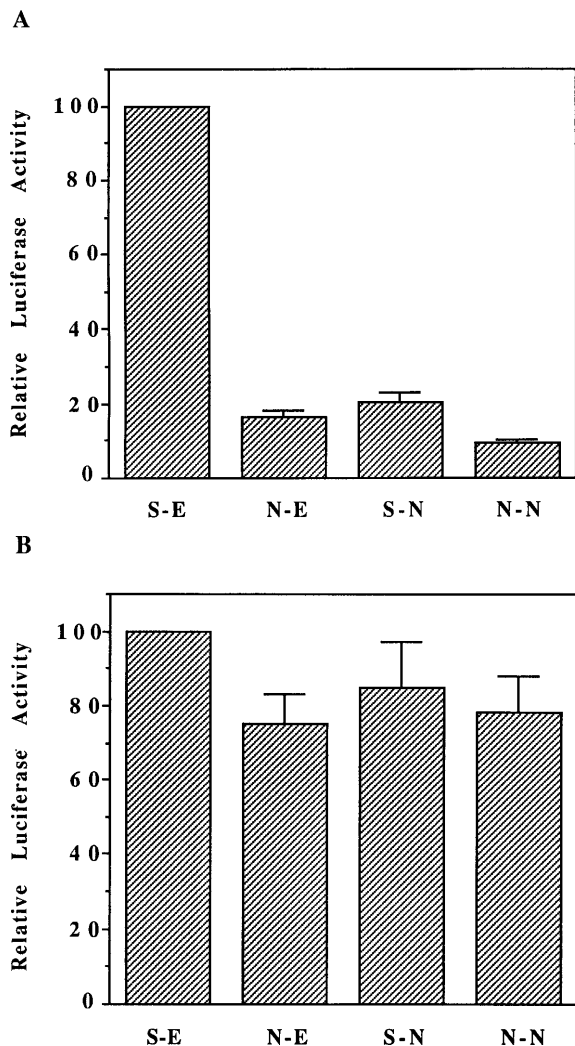 A
Relative Luciferase Activity
100
80
60
40
20
0
S-E N-E S-N N-N
B
Relative Luciferase Activity
100
80
60
40
20
0
S-E N-E S-N N-N